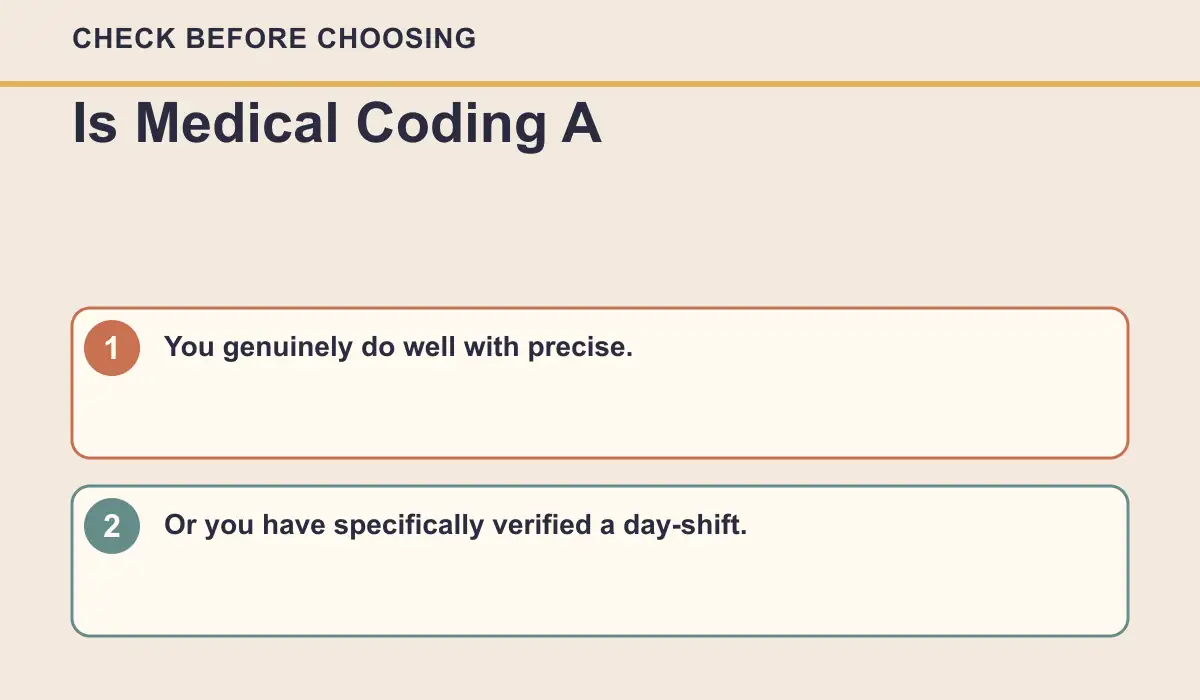 CHECK BEFORE CHOOSING
Is Medical Coding A
1
You genuinely do well with precise.
2
Or you have specifically verified a day-shift.